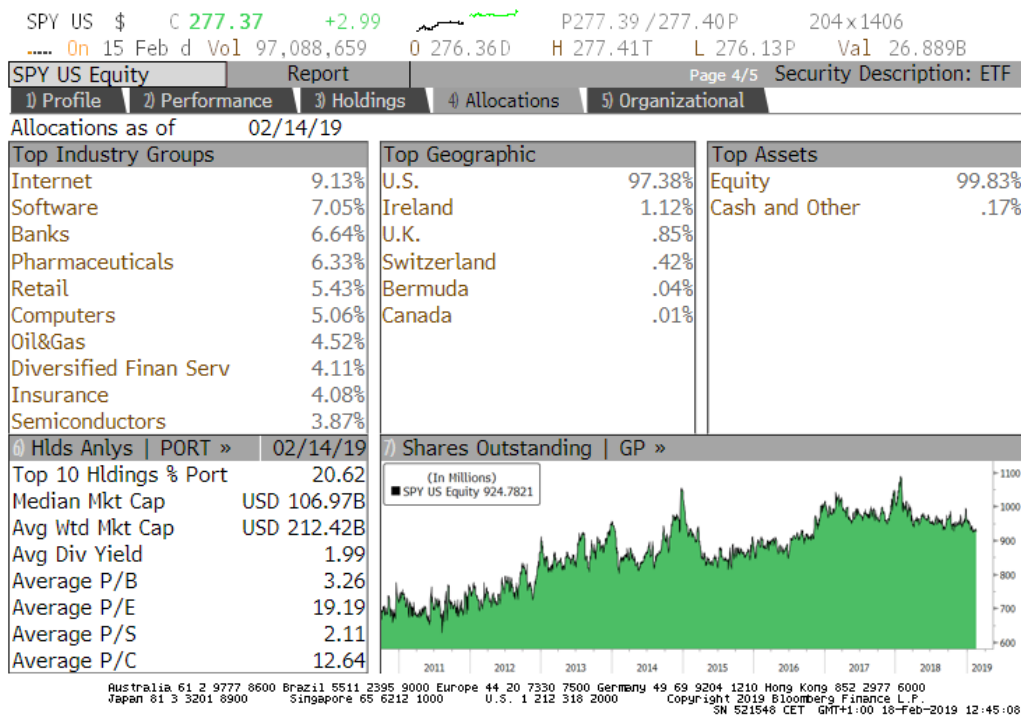 SPY US $ C 277.37 +2.99 P277.39/277.40P 204x1406
On 15 Feb d Vol 97,088,659 O 276.36D H 277.41T L 276.13P Val 26.889B
SPY US Equity Report Page 4/5 Security Description: ETF
1) Profile 2) Performance 3) Holdings 4) Allocations 5) Organizational
Allocations as of 02/14/19
Top Industry Groups
Internet 9.13%
Software 7.05%
Banks 6.64%
Pharmaceuticals 6.33%
Retail 5.43%
Computers 5.06%
Oil&Gas 4.52%
Diversified Finan Serv 4.11%
Insurance 4.08%
Semiconductors 3.87%
Top Geographic
U.S. 97.38%
Ireland 1.12%
U.K. .85%
Switzerland .42%
Bermuda .04%
Canada .01%
Top Assets
Equity 99.83%
Cash and Other .17%
6) Hlds Anlys | PORT » 02/14/19
Top 10 Hldings % Port 20.62
Median Mkt Cap USD 106.97B
Avg Wtd Mkt Cap USD 212.42B
Avg Div Yield 1.99
Average P/B 3.26
Average P/E 19.19
Average P/S 2.11
Average P/C 12.64
7) Shares Outstanding | GP »
(In Millions)
SPY US Equity 924.7821
1100
1000
900
800
700
600
2011 2012 2013 2014 2015 2016 2017 2018 2019
Australia 61 2 9777 8600 Brazil 5511 2395 9000 Europe 44 20 7330 7500 Germany 49 69 9204 1210 Hong Kong 852 2977 6000
Japan 81 3 3201 8900 Singapore 65 6212 1000 U.S. 1 212 318 2000 Copyright 2019 Bloomberg Finance L.P.
SN 521548 CET GMT+1:00 18-Feb-2019 12:45:08